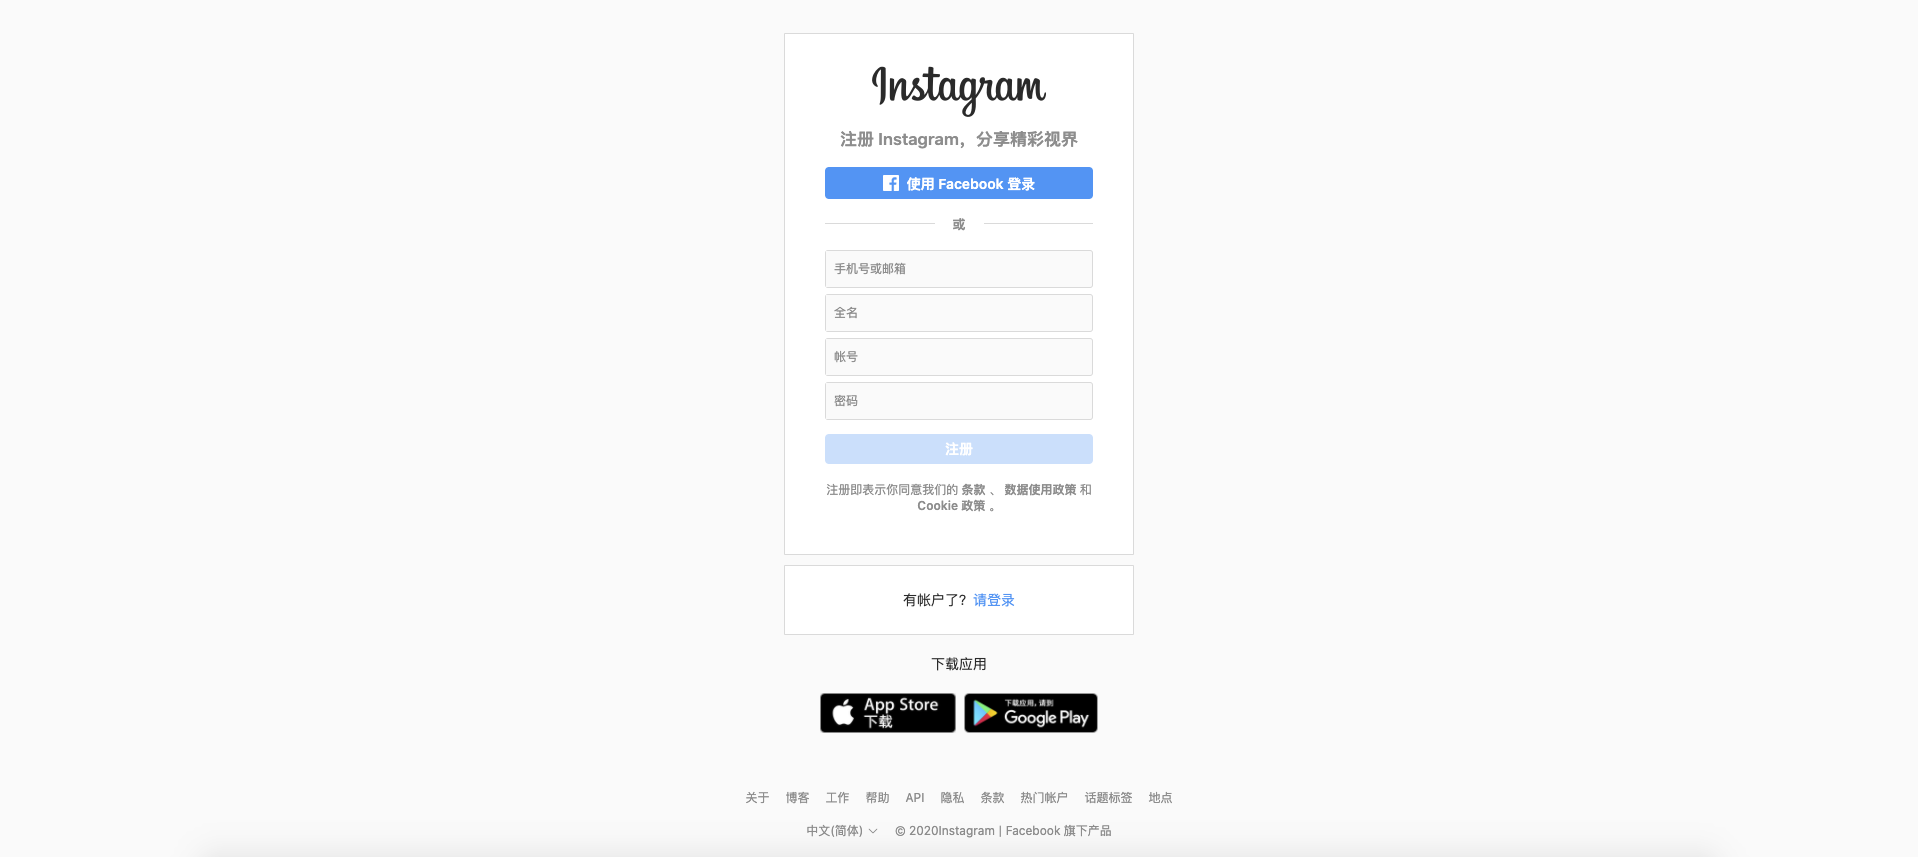 Instagram
注册 Instagram，分享精彩视界
使用 Facebook 登录
或
手机号或邮箱
全名
帐号
密码
注册
注册即表示你同意我们的 条款 、 数据使用政策 和
Cookie 政策 。
有帐户了? 请登录
下载应用
App Store
下载
下载应用，请到
Google Play
关于 博客 工作 帮助 API 隐私 条款 热门帐户 话题标签 地点
中文(简体) © 2020Instagram | Facebook 旗下产品